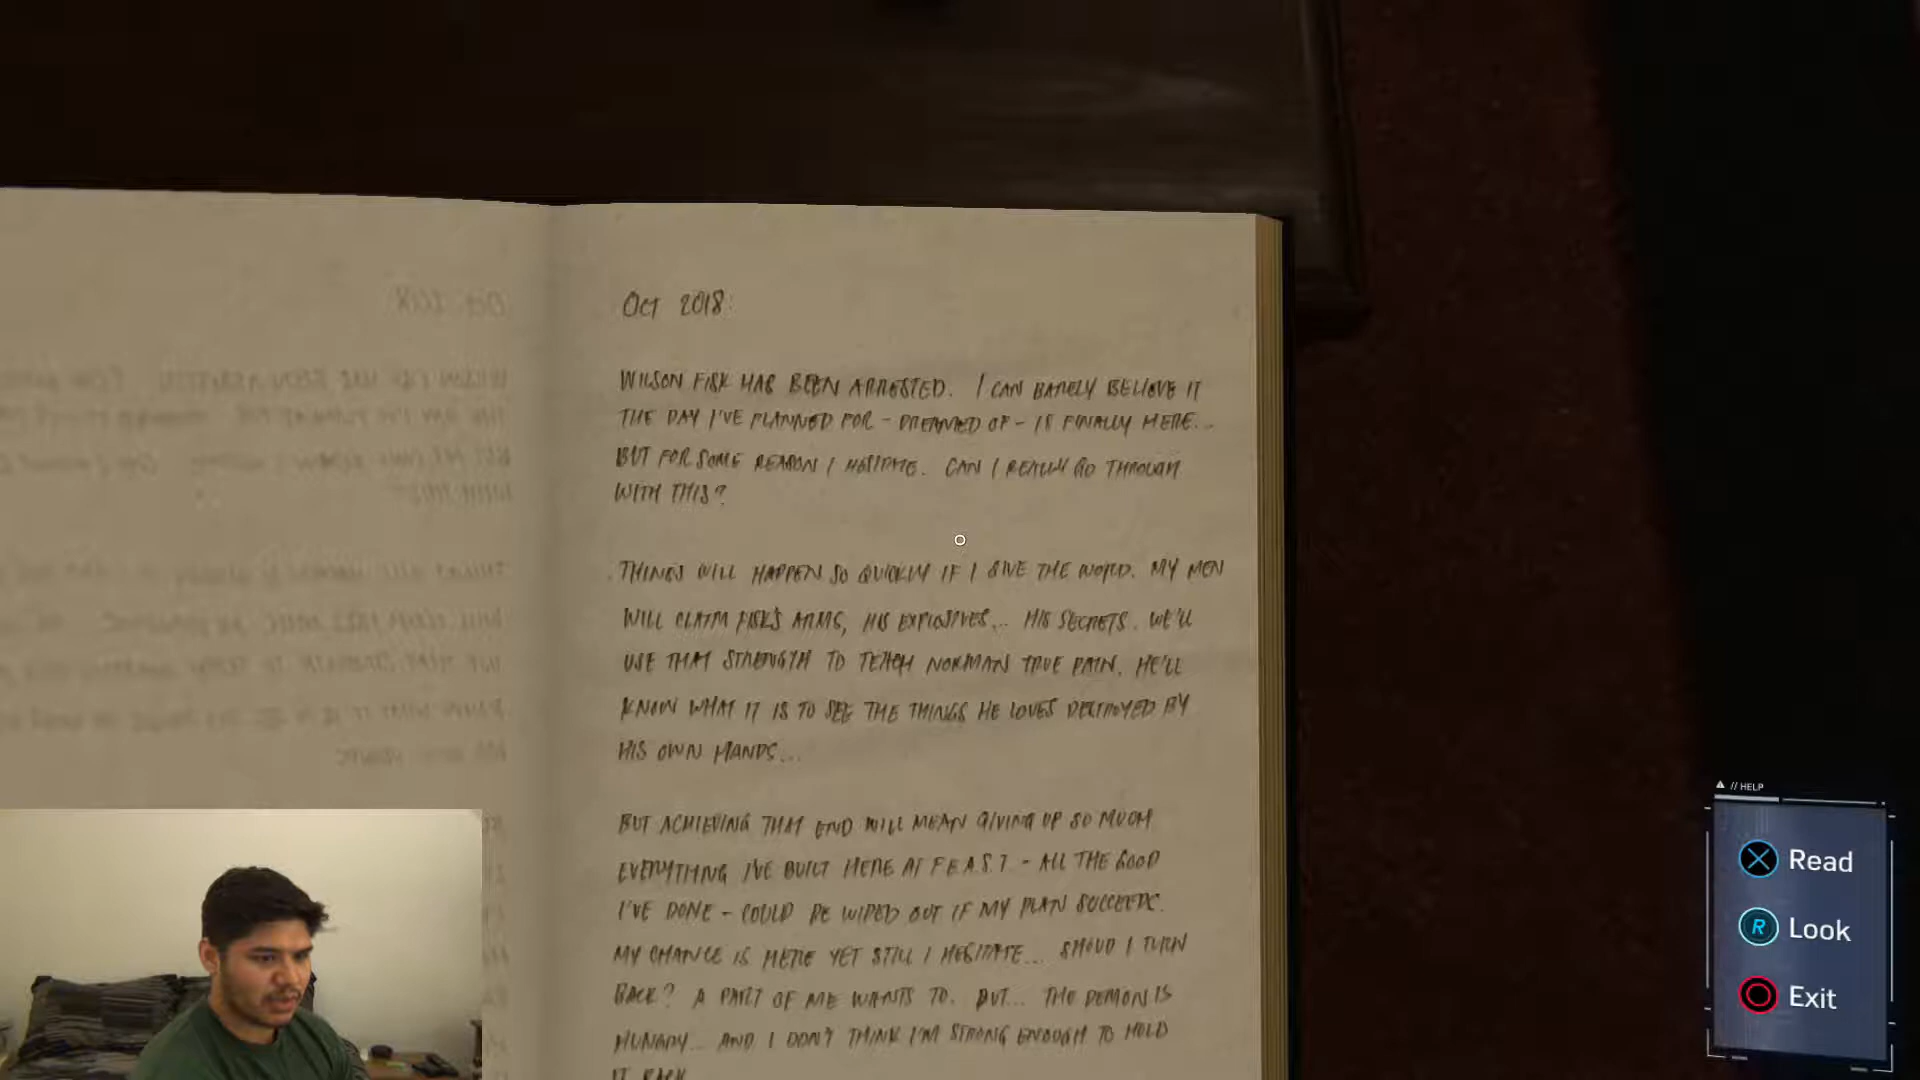 OCT 2018:
WILSON FISK HAS BEEN ARRESTED. I CAN BARELY BELIEVE IT
THE DAY I'VE PLANNED FOR - DREAMED OF - IS FINALLY HERE...
BUT FOR SOME REASON I HESITATE. CAN I REALLY GO THROUGH
WITH THIS?
THINGS WILL HAPPEN SO QUICKLY IF I GIVE THE WORD. MY MEN
WILL CLAIM FISK'S ARMS, HIS EXPLOSIVES... HIS SECRETS. WE'LL
USE THAT STRENGTH TO TEACH NORMAN TRUE PAIN. HE'LL
KNOW WHAT IT IS TO SEE THE THINGS HE LOVES DESTROYED BY
HIS OWN HANDS...
BUT ACHIEVING THAT END WILL MEAN GIVING UP SO MUCH
EVERYTHING I'VE BUILT HERE AT F.E.A.S.T. - ALL THE GOOD
I'VE DONE - COULD BE WIPED OUT IF MY PLAN SUCCEEDS.
MY CHANCE IS HERE YET STILL I HESITATE... SHOUD I TURN
BACK? A PART OF ME WANTS TO. BUT... THE DEMON IS
HUNGRY... AND I DON'T THINK I'M STRONG ENOUGH TO HOLD
IT BACK
// HELP
Read
R Look
Exit